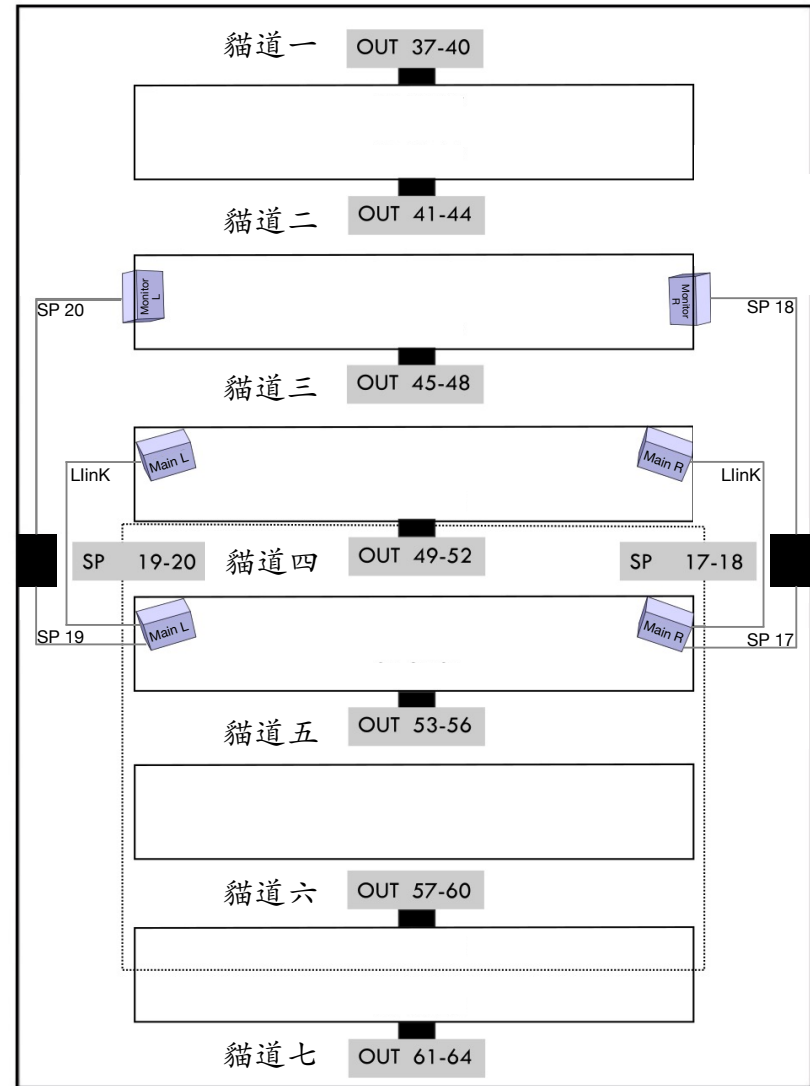 貓道一 OUT 37-40
貓道二 OUT 41-44
Monitor L
Monitor R
SP 20
SP 18
貓道三 OUT 45-48
Main L
Main R
LlinK
LlinK
SP 19-20
貓道四 OUT 49-52
SP 17-18
Main L
Main R
SP 19
SP 17
貓道五 OUT 53-56
貓道六 OUT 57-60
貓道七 OUT 61-64